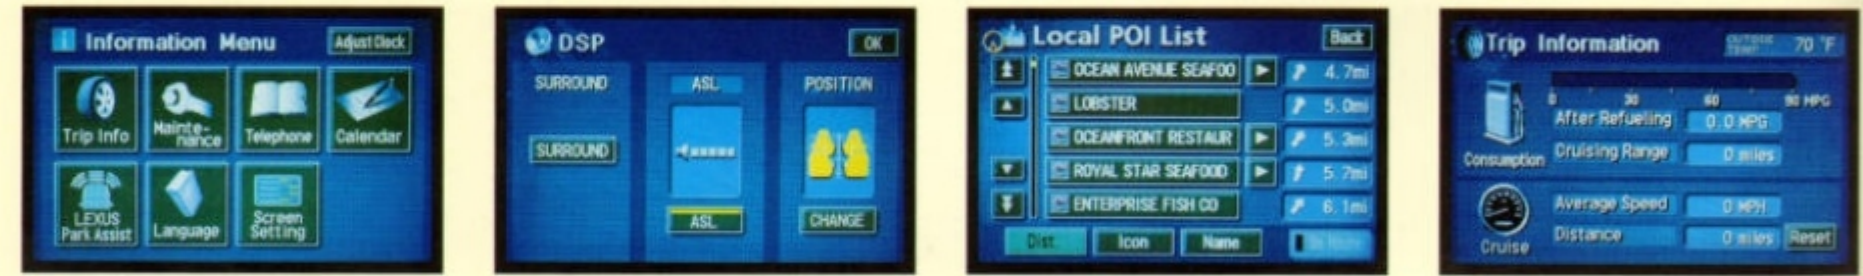 Information Menu
Adjust Clock
Trip Info
Mainte-
nance
Telephone
Calendar
LEXUS
Park Assist
Language
Screen
Setting
DSP
OK
SURROUND
ASL
POSITION
SURROUND
ASL
CHANGE
Local POI List
Back
OCEAN AVENUE SEAFOO
4.7mi
LOBSTER
5.0mi
OCEANFRONT RESTAUR
5.3mi
ROYAL STAR SEAFOOD
5.7mi
ENTERPRISE FISH CO
6.1mi
Dist.
Icon
Name
Trip Information
OUTSIDE
TEMP
70 °F
0 30 60 90 MPG
After Refueling 0.0 MPG
Consumption
Cruising Range 0 miles
Average Speed 0 MPH
Cruise
Distance 0 miles
Reset